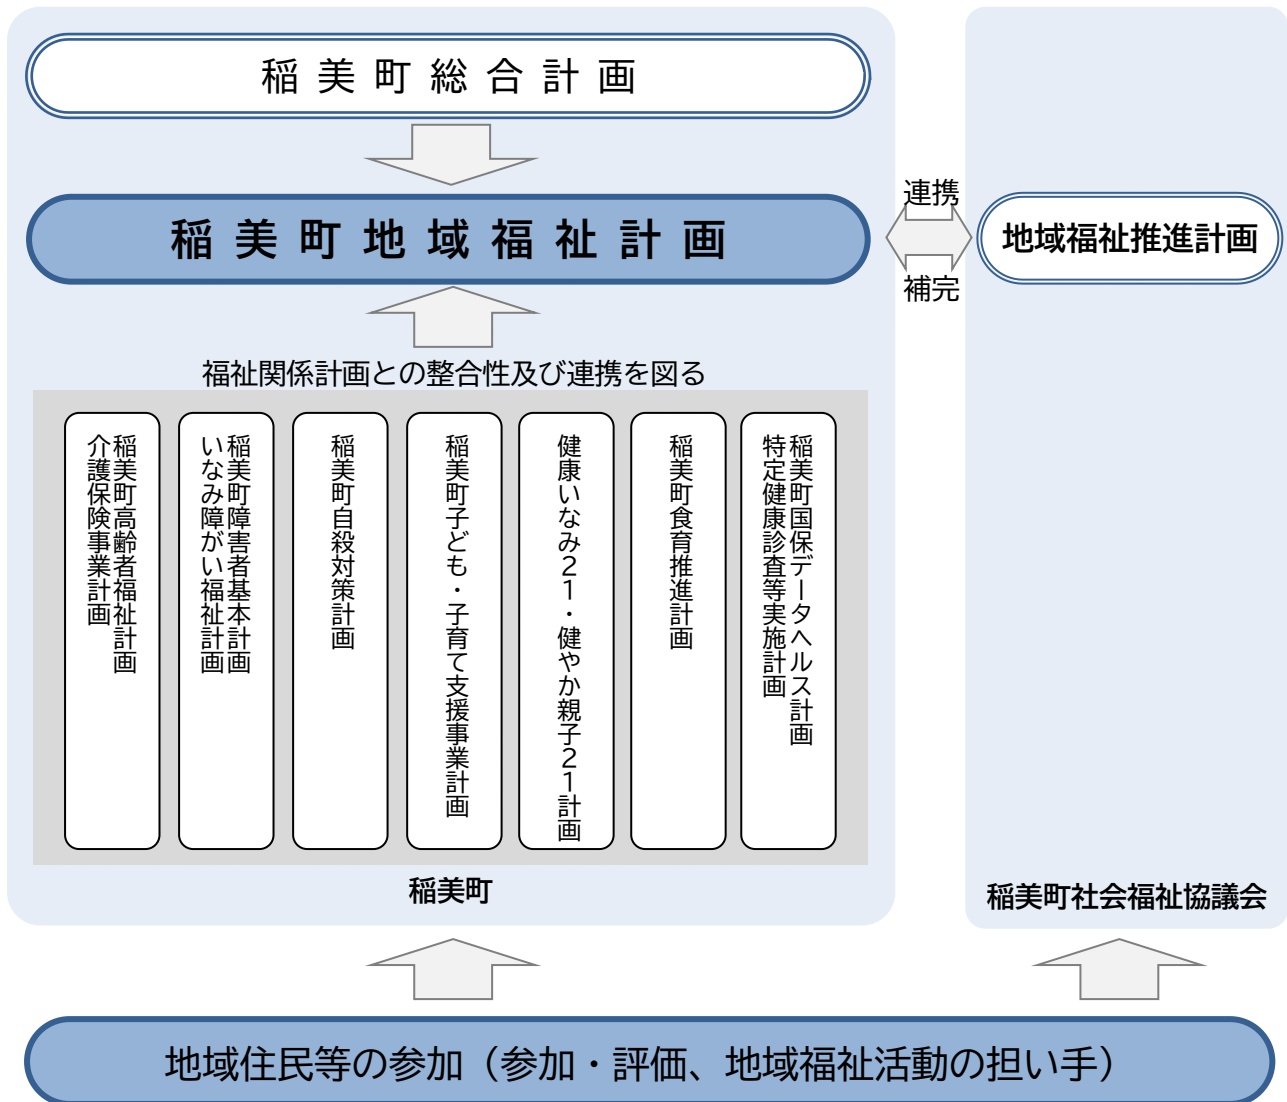 稲美町総合計画
稲美町地域福祉計画
連携
補完
地域福祉推進計画
福祉関係計画との整合性及び連携を図る
稲美町高齢者福祉計画
介護保険事業計画
稲美町障害者基本計画
いなみ障がい福祉計画
稲美町自殺対策計画
稲美町子ども・子育て支援事業計画
健康いなみ21・健やか親子21計画
稲美町食育推進計画
稲美町国保データヘルス計画
特定健康診査等実施計画
稲美町
稲美町社会福祉協議会
地域住民等の参加（参加・評価、地域福祉活動の担い手）